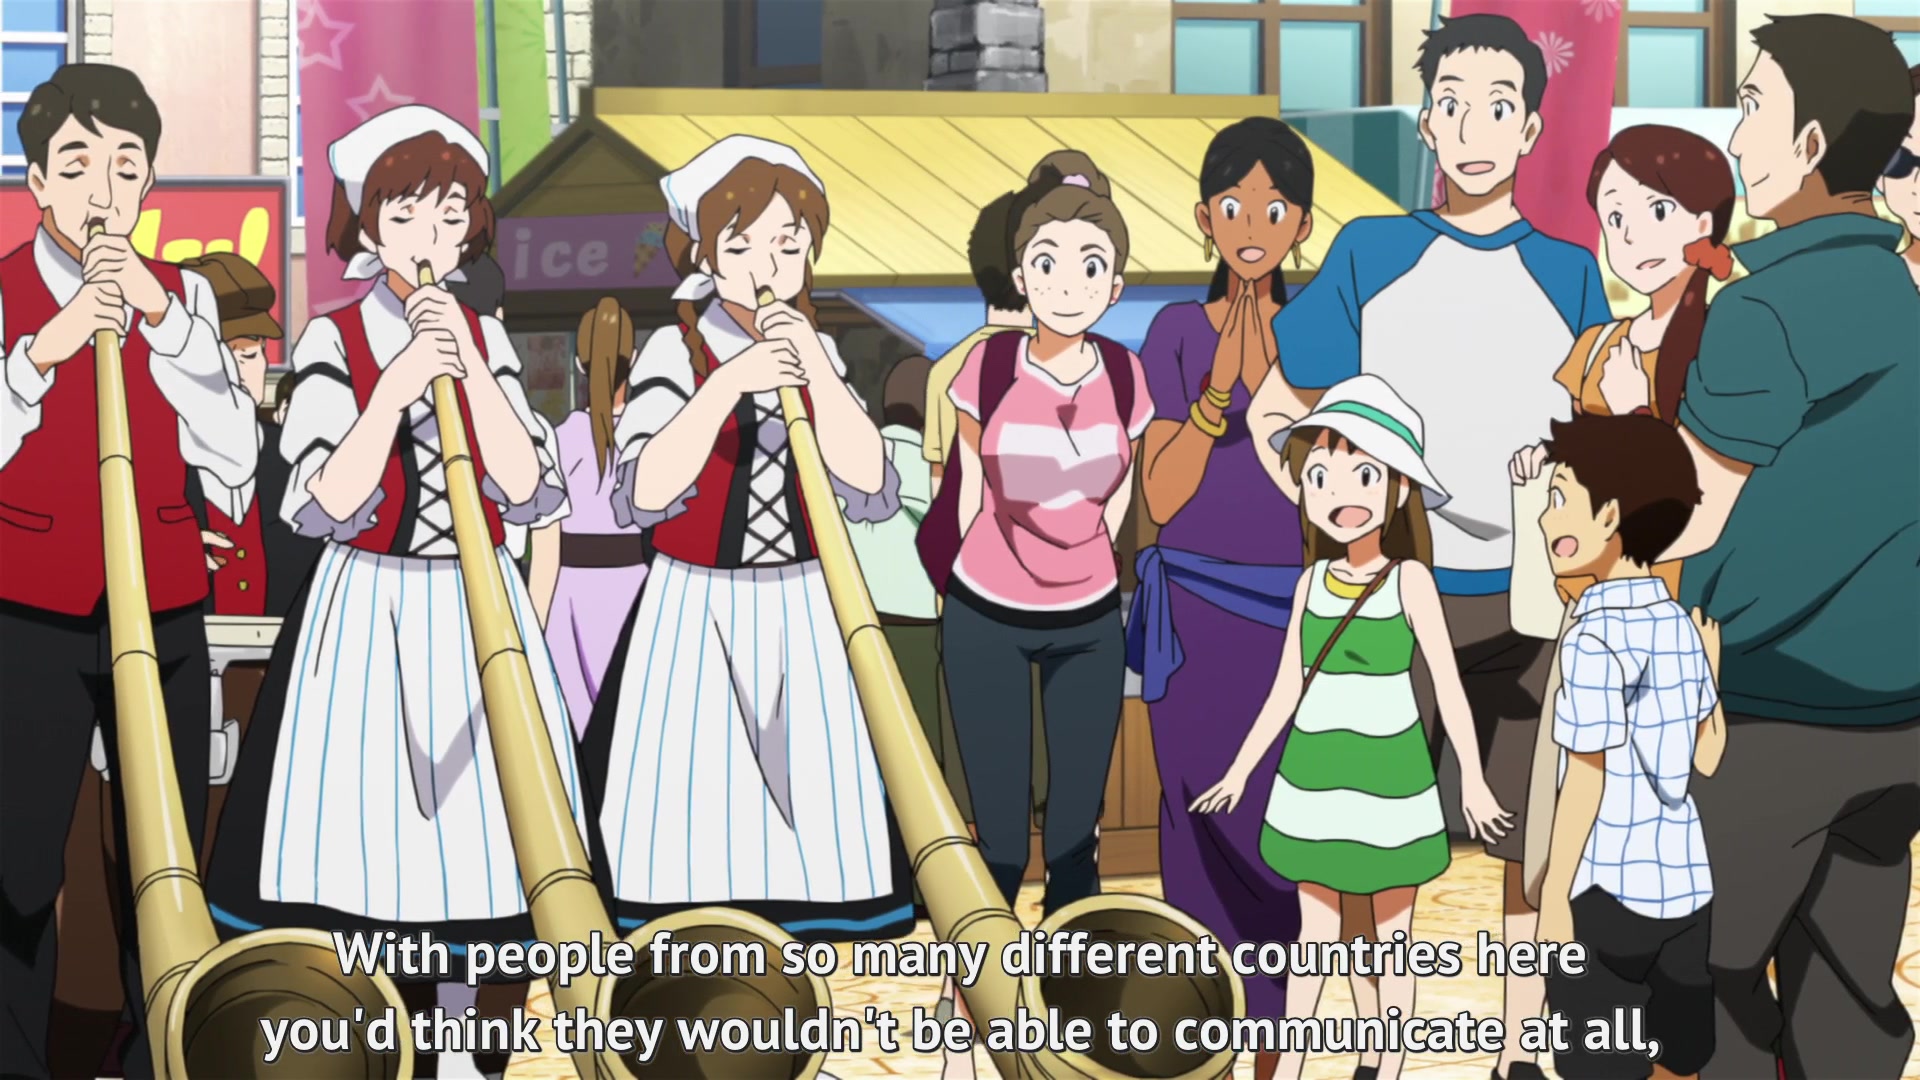 ice
With people from so many different countries here
you'd think they wouldn't be able to communicate at all,